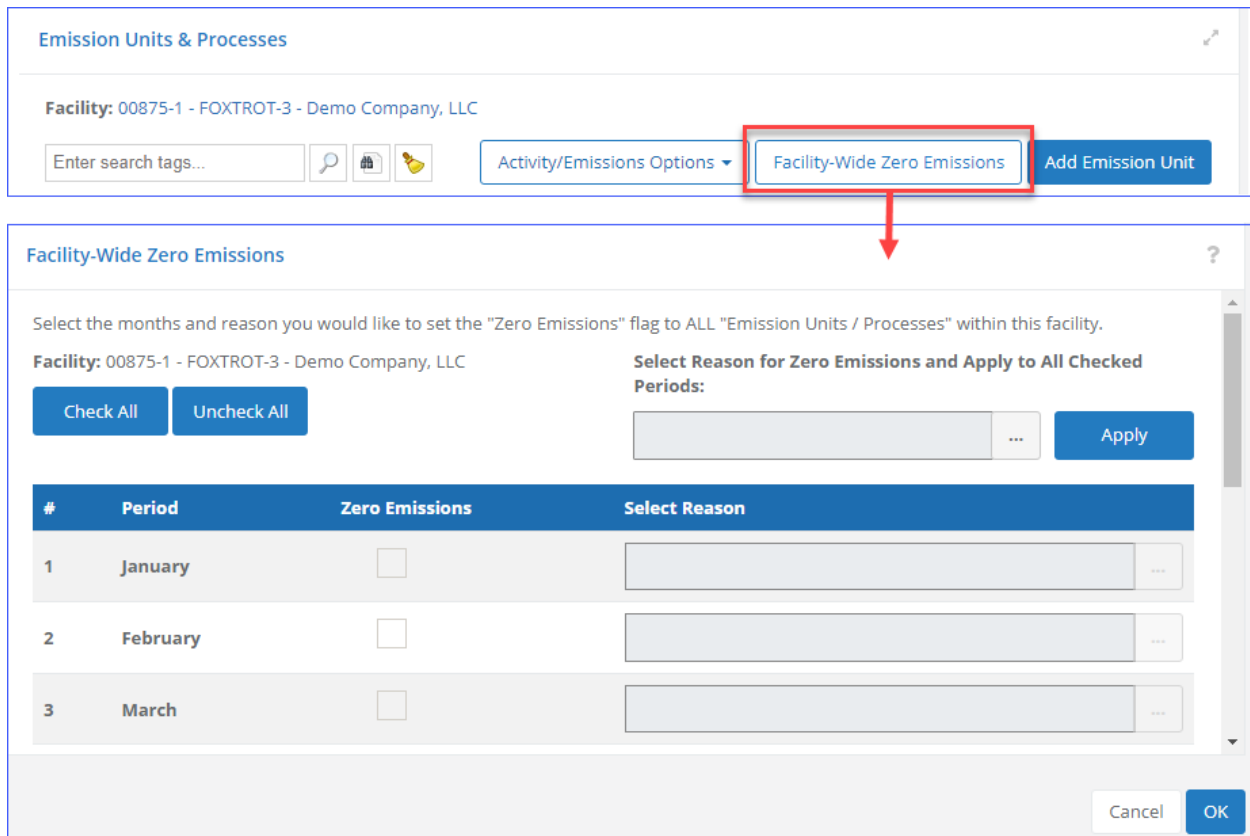 Emission Units & Processes
Facility: 00875-1 - FOXTROT-3 - Demo Company, LLC
Enter search tags...
Activity/Emissions Options
Facility-Wide Zero Emissions
Add Emission Unit
Facility-Wide Zero Emissions
?
Select the months and reason you would like to set the "Zero Emissions" flag to ALL "Emission Units / Processes" within this facility.
Facility: 00875-1 - FOXTROT-3 - Demo Company, LLC
Check All
Uncheck All
Select Reason for Zero Emissions and Apply to All Checked
Periods:
...
Apply
# Period Zero Emissions Select Reason
1 January ...
2 February ...
3 March ...
Cancel
OK